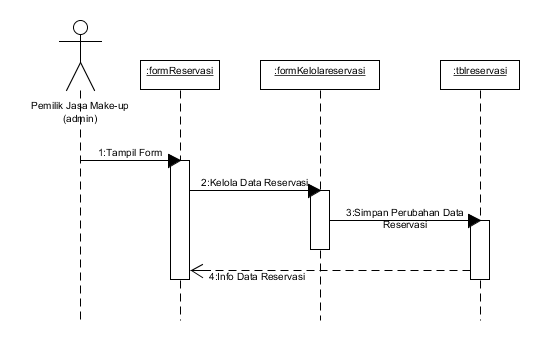 :formReservasi
:formKelolareservasi
:tblreservasi
Pemilik Jasa Make-up
(admin)
1:Tampil Form
2:Kelola Data Reservasi
3:Simpan Perubahan Data
Reservasi
4:Info Data Reservasi